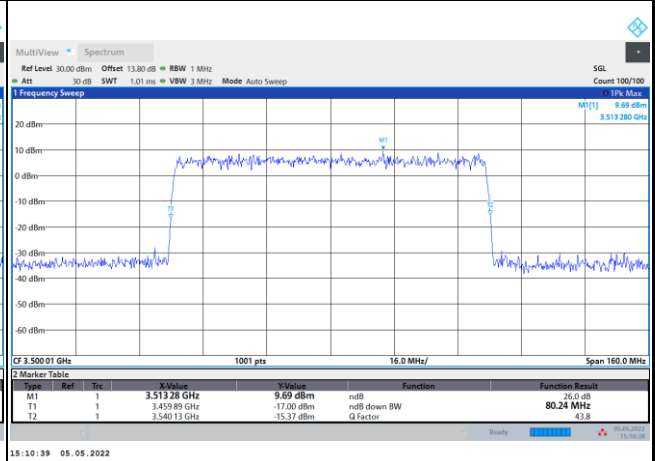 MultiView Spectrum
Ref Level 30.00 dBm Offset 13.80 dB RBW 1 MHz SGL
Att 30 dB SWT 1.01 ms VBW 3 MHz Mode Auto Sweep Count 100/100
1 Frequency Sweep 1Pk Max
M1[1] 9.69 dBm
3.513 280 GHz
20 dBm
M1
10 dBm
0 dBm
-10 dBm
T1 T2
-20 dBm
-30 dBm
-40 dBm
-50 dBm
-60 dBm
CF 3.500 01 GHz 1001 pts 16.0 MHz/ Span 160.0 MHz
2 Marker Table
Type Ref Trc X-Value Y-Value Function Function Result
M1 1 3.513 28 GHz 9.69 dBm ndB 26.0 dB
T1 1 3.459 89 GHz -17.00 dBm ndB down BW 80.24 MHz
T2 1 3.540 13 GHz -15.37 dBm Q Factor 43.8
Ready 05.05.2022
15:10:38
15:10:39 05.05.2022